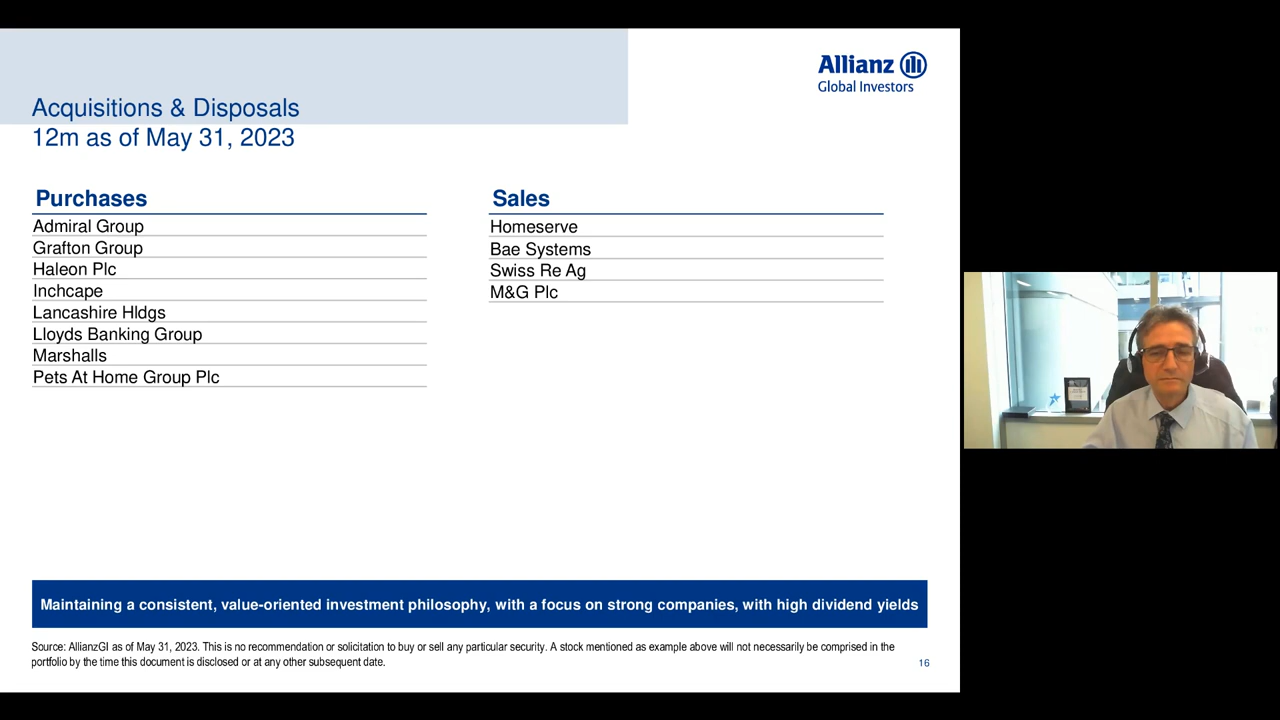 Allianz
Global Investors
Acquisitions & Disposals
12m as of May 31, 2023
Purchases
Admiral Group
Grafton Group
Haleon Plc
Inchcape
Lancashire Hldgs
Lloyds Banking Group
Marshalls
Pets At Home Group Plc
Sales
Homeserve
Bae Systems
Swiss Re Ag
M&G Plc
Maintaining a consistent, value-oriented investment philosophy, with a focus on strong companies, with high dividend yields
Source: AllianzGI as of May 31, 2023. This is no recommendation or solicitation to buy or sell any particular security. A stock mentioned as example above will not necessarily be comprised in the
portfolio by the time this document is disclosed or at any other subsequent date.
16